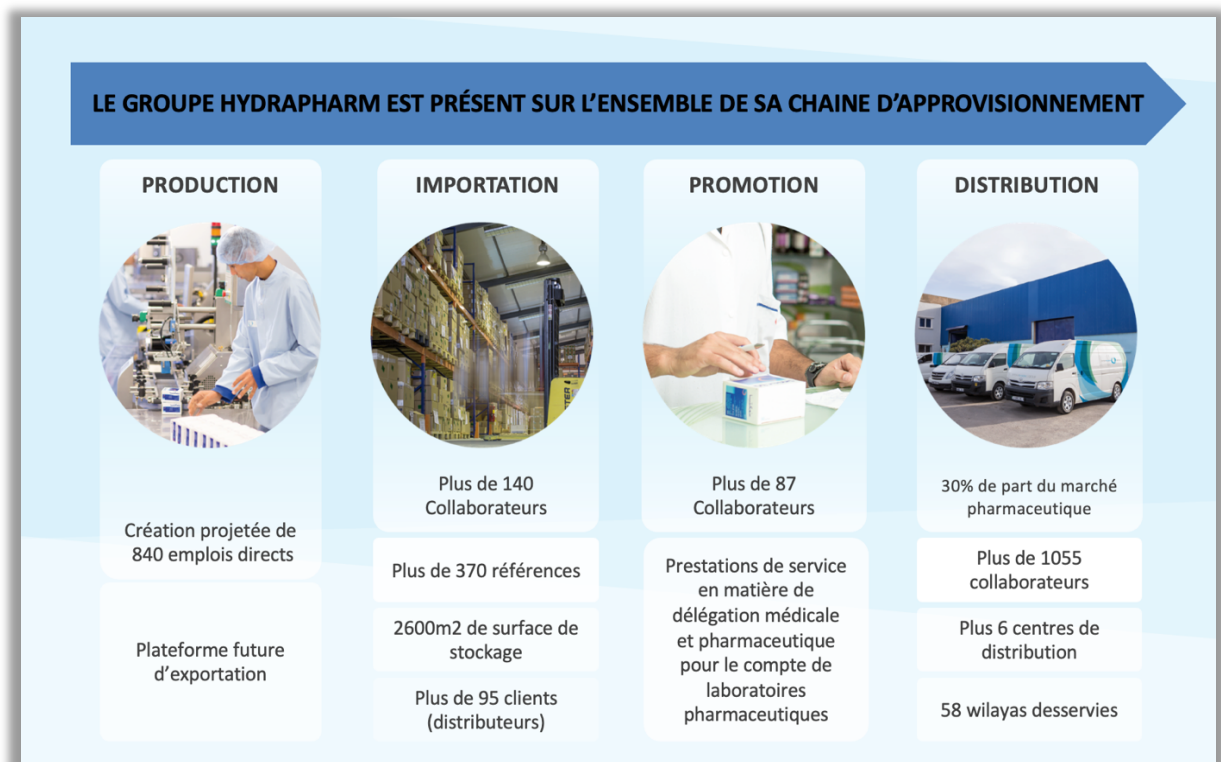 LE GROUPE HYDRAPHARM EST PRÉSENT SUR L'ENSEMBLE DE SA CHAINE D'APPROVISIONNEMENT
PRODUCTION
Création projetée de
840 emplois directs
Plateforme future
d'exportation
IMPORTATION
Plus de 140
Collaborateurs
Plus de 370 références
2600m2 de surface de
stockage
Plus de 95 clients
(distributeurs)
PROMOTION
Plus de 87
Collaborateurs
Prestations de service
en matière de
délégation médicale
et pharmaceutique
pour le compte de
laboratoires
pharmaceutiques
DISTRIBUTION
30% de part du marché
pharmaceutique
Plus de 1055
collaborateurs
Plus 6 centres de
distribution
58 wilayas desservies